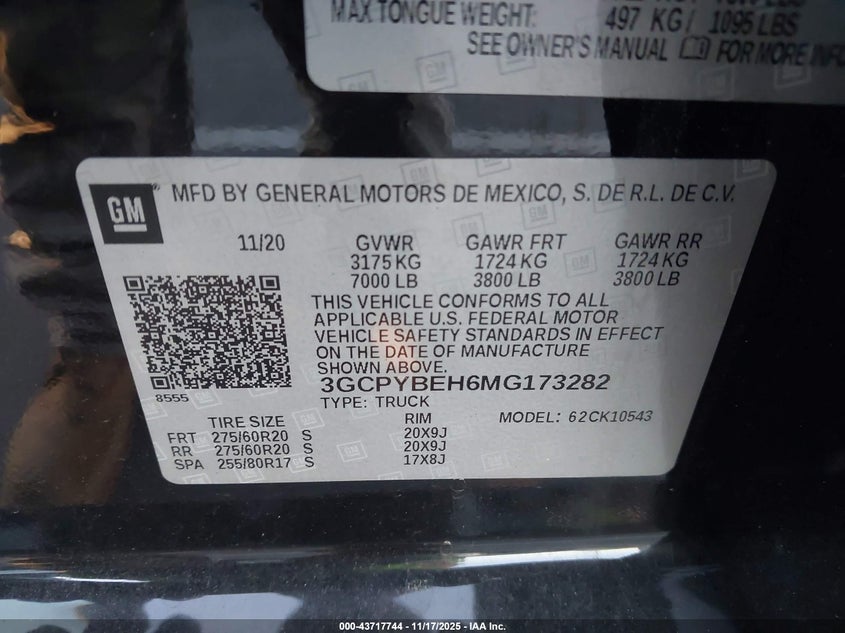 MAX TONGUE WEIGHT: 497 KG/ 1095 LBS
SEE OWNER'S MANUAL FOR MORE INFO
GM
MFD BY GENERAL MOTORS DE MEXICO, S. DE R.L. DE C.V.
11/20 GVWR GAWR FRT GAWR RR
3175 KG 1724 KG 1724 KG
7000 LB 3800 LB 3800 LB
THIS VEHICLE CONFORMS TO ALL
APPLICABLE U.S. FEDERAL MOTOR
VEHICLE SAFETY STANDARDS IN EFFECT
ON THE DATE OF MANUFACTURE
SHOWN ABOVE.
8555 3GCPYBEH6MG173282
TYPE: TRUCK
TIRE SIZE RIM MODEL: 62CK10543
FRT 275/60R20 S 20X9J
RR 275/60R20 S 20X9J
SPA 255/80R17 S 17X8J
000-43717744 - 11/17/2025 - IAA Inc.